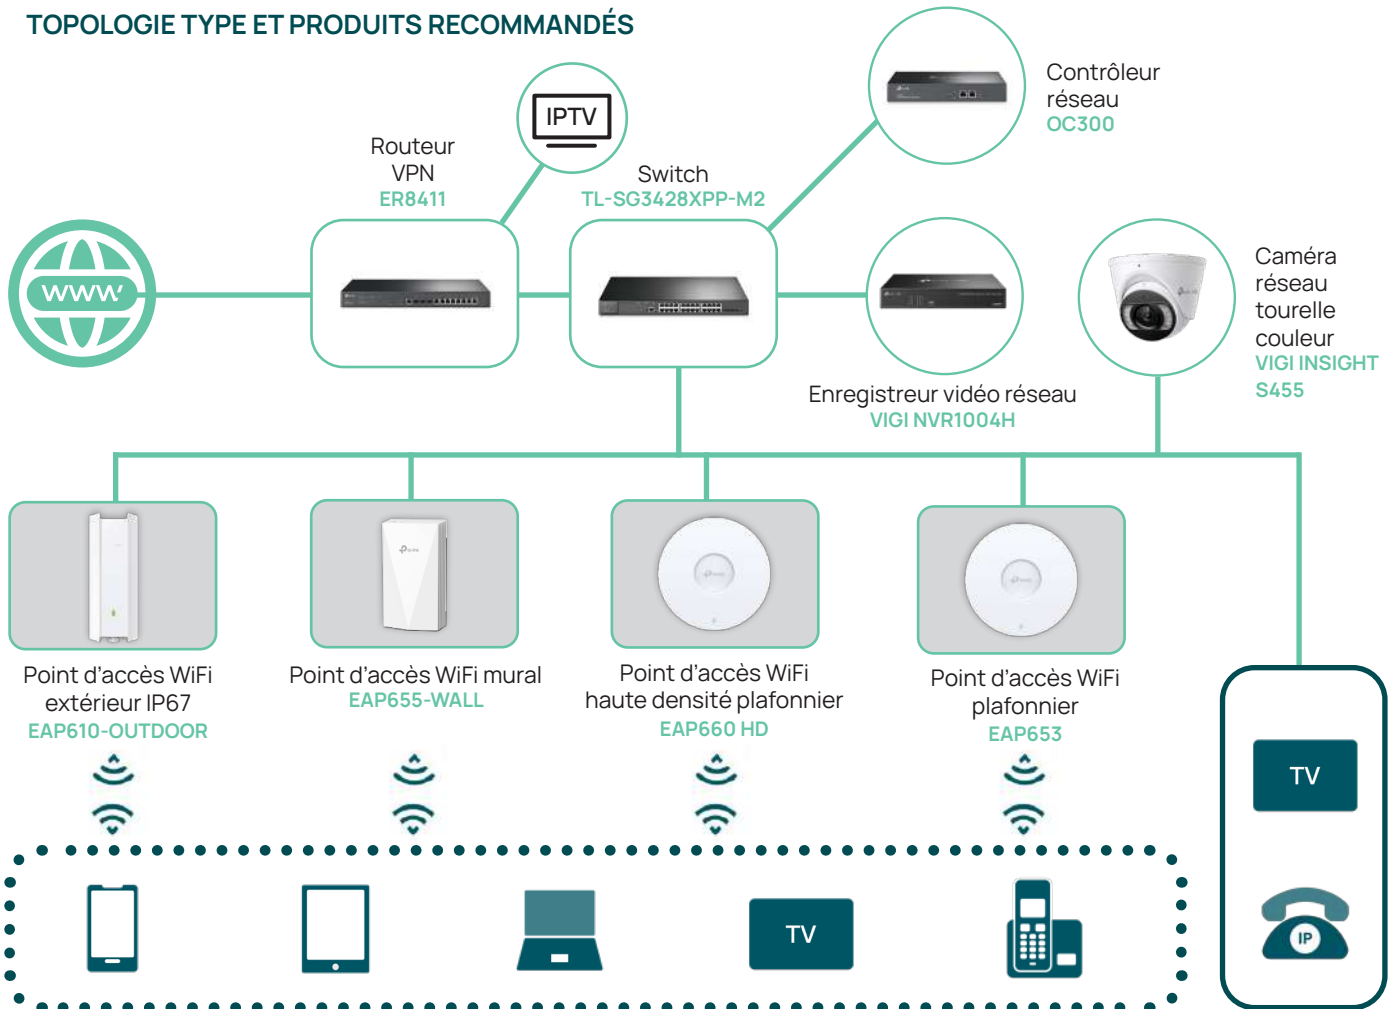 TOPOLOGIE TYPE ET PRODUITS RECOMMANDÉS
IPTV
Contrôleur
réseau
OC300
Routeur
VPN
ER8411
Switch
TL-SG3428XPP-M2
www
Caméra
réseau
tourelle
couleur
VIGI INSIGHT
S455
Enregistreur vidéo réseau
VIGI NVR1004H
Point d'accès WiFi
extérieur IP67
EAP610-OUTDOOR
Point d'accès WiFi mural
EAP655-WALL
Point d'accès WiFi
haute densité plafonnier
EAP660 HD
Point d'accès WiFi
plafonnier
EAP653
TV
TV
IP